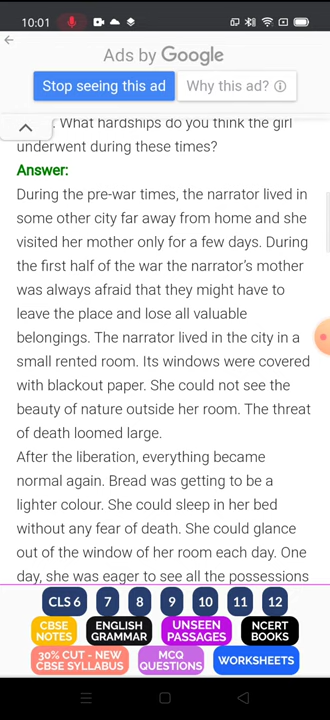 10:01
Ads by Google
Stop seeing this ad
Why this ad?
What hardships do you think the girl
underwent during these times?
Answer:
During the pre-war times, the narrator lived in
some other city far away from home and she
visited her mother only for a few days. During
the first half of the war the narrator's mother
was always afraid that they might have to
leave the place and lose all valuable
belongings. The narrator lived in the city in a
small rented room. Its windows were covered
with blackout paper. She could not see the
beauty of nature outside her room. The threat
of death loomed large.
After the liberation, everything became
normal again. Bread was getting to be a
lighter colour. She could sleep in her bed
without any fear of death. She could glance
out of the window of her room each day. One
day, she was eager to see all the possessions
CLS 6 7 8 9 10 11 12
CBSE NOTES
ENGLISH GRAMMAR
UNSEEN PASSAGES
NCERT BOOKS
30% CUT - NEW CBSE SYLLABUS
MCQ QUESTIONS
WORKSHEETS